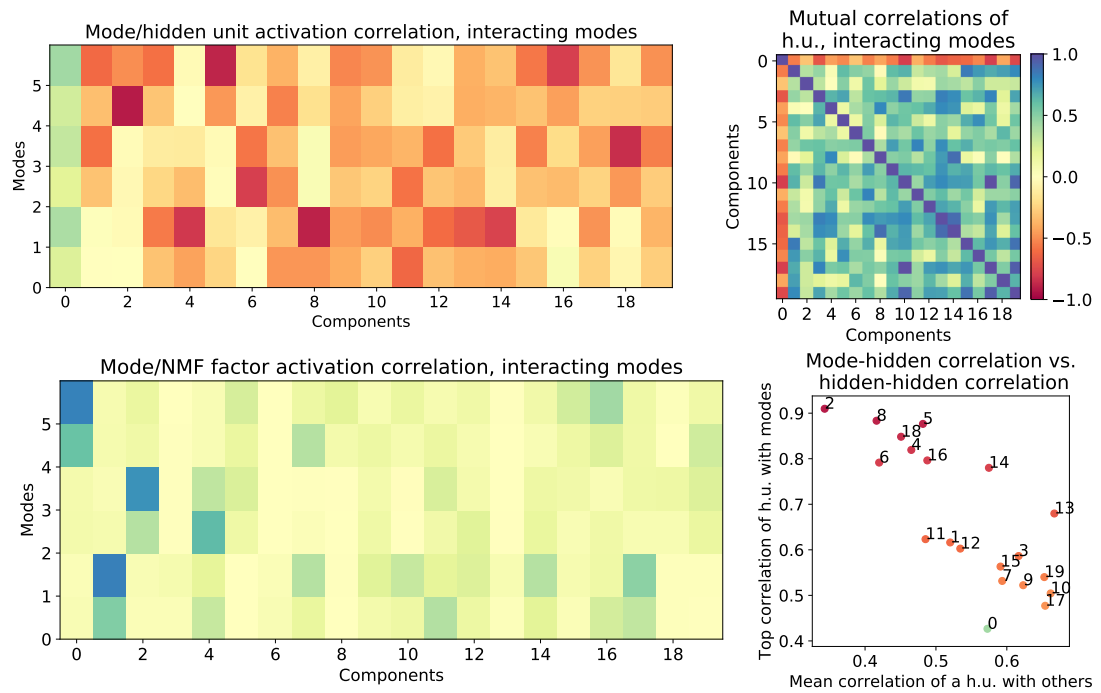 Mode/hidden unit activation correlation, interacting modes
Modes
5
4
3
2
1
0
0 2 4 6 8 10 12 14 16 18
Components
Mutual correlations of
h.u., interacting modes
Components
0
5
10
15
0 2 4 6 8 10 12 14 16 18
Components
1.0
0.5
0.0
−0.5
−1.0
Mode/NMF factor activation correlation, interacting modes
Modes
5
4
3
2
1
0
0 2 4 6 8 10 12 14 16 18
Components
Mode-hidden correlation vs.
hidden-hidden correlation
Top correlation of h.u. with modes
0.9
0.8
0.7
0.6
0.5
0.4
2
8
5
18
4
6
16
14
13
11
1
12
3
15
19
7
9
10
17
0
0.4 0.5 0.6
Mean correlation of a h.u. with others